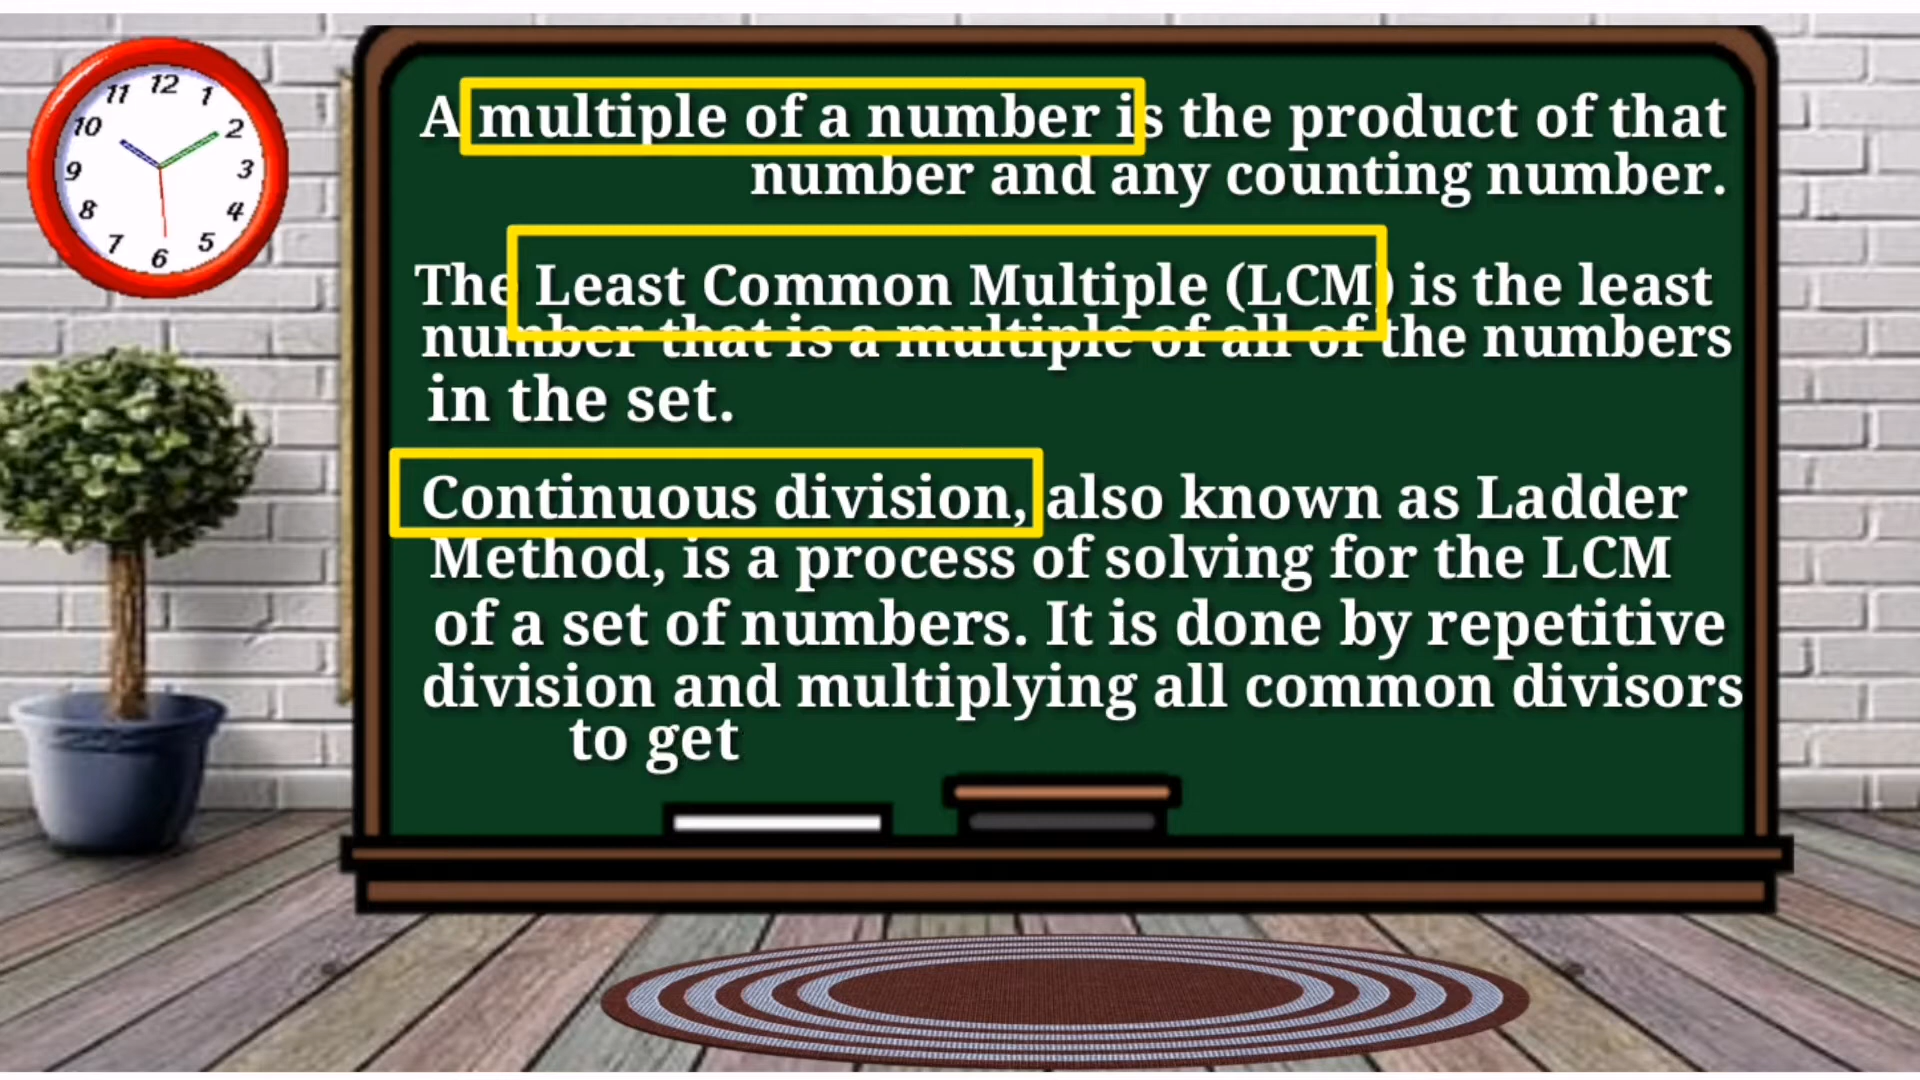 12
11
1
10
2
9
3
8
4
7
5
6
A multiple of a number is the product of that
number and any counting number.
The Least Common Multiple (LCM) is the least
number that is a multiple of all of the numbers
in the set.
Continuous division, also known as Ladder
Method, is a process of solving for the LCM
of a set of numbers. It is done by repetitive
division and multiplying all common divisors
to get